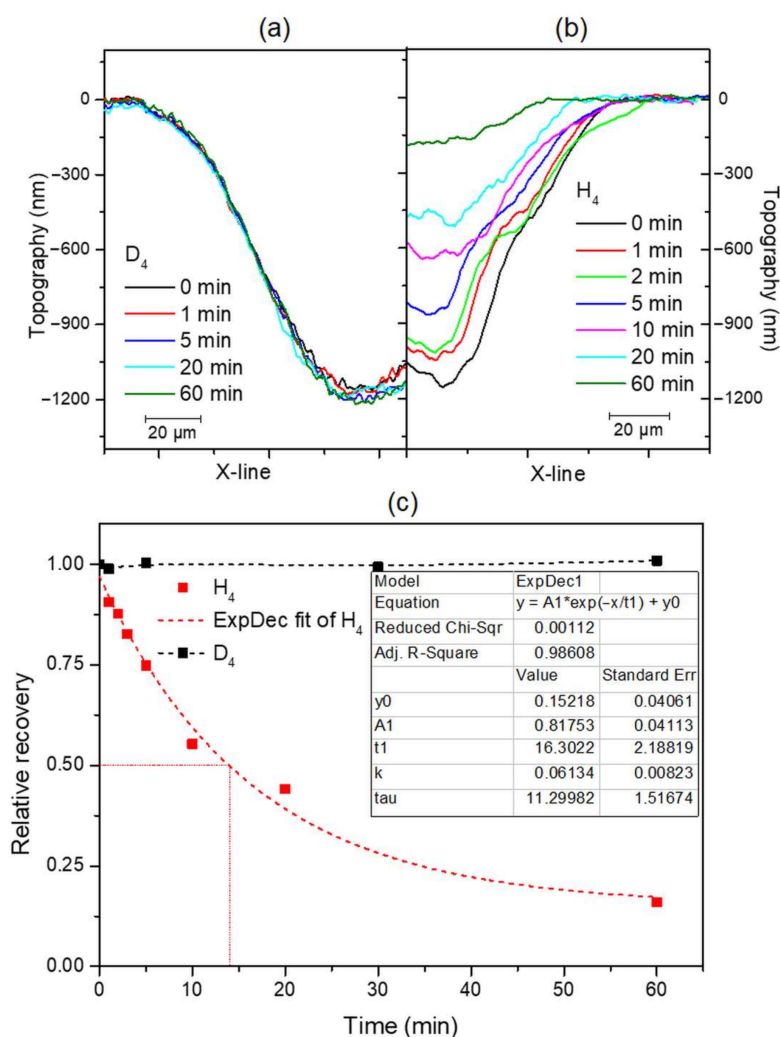 (a)
(b)
0
−300
−600
−900
−1200
Topography (nm)
D4
0 min
1 min
5 min
20 min
60 min
20 µm
X-line
H4
0 min
1 min
2 min
5 min
10 min
20 min
60 min
20 µm
X-line
0
−300
−600
−900
−1200
Topography (nm)
(c)
1.00
0.75
0.50
0.25
0.00
Relative recovery
H4
ExpDec fit of H4
D4
Model ExpDec1
Equation y = A1*exp(−x/t1) + y0
Reduced Chi-Sqr 0.00112
Adj. R-Square 0.98608
Value Standard Err
y0 0.15218 0.04061
A1 0.81753 0.04113
t1 16.3022 2.18819
k 0.06134 0.00823
tau 11.29982 1.51674
0 10 20 30 40 50 60
Time (min)